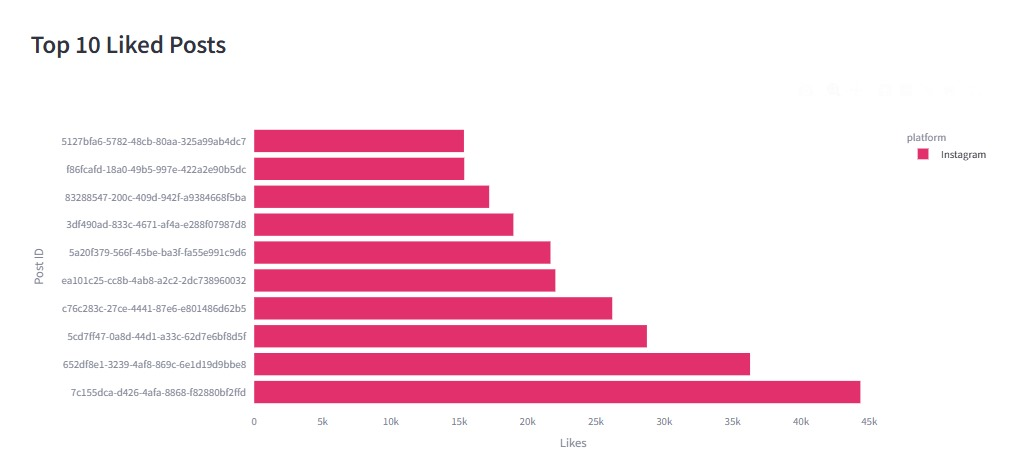 Top 10 Liked Posts
platform
Instagram
Post ID
5127bfa6-5782-48cb-80aa-325a99ab4dc7
f86fcafd-18a0-49b5-997e-422a2e90b5dc
83288547-200c-409d-942f-a9384668f5ba
3df490ad-833c-4671-af4a-e288f07987d8
5a20f379-566f-45be-ba3f-fa55e991c9d6
ea101c25-cc8b-4ab8-a2c2-2dc738960032
c76c283c-27ce-4441-87e6-e801486d62b5
5cd7ff47-0a8d-44d1-a33c-62d7e6bf8d5f
652df8e1-3239-4af8-869c-6e1d19d9bbe8
7c155dca-d426-4afa-8868-f82880bf2ffd
0 5k 10k 15k 20k 25k 30k 35k 40k 45k
Likes